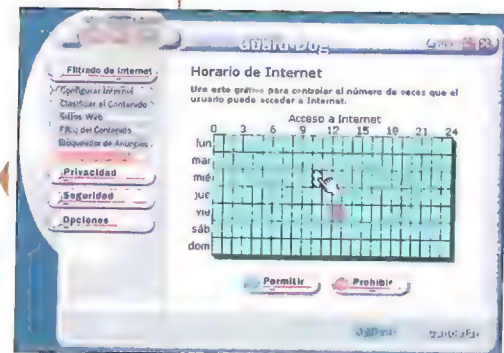 Guard Dog
Filtrado de Internet
Configurar Internet
Clasificar el Contenido
Sitios Web
Filtro del Contenido
Bloqueador de Anuncios
Privacidad
Seguridad
Opciones
Horario de Internet
Use este gráfico para controlar el número de veces que el
usuario puede acceder a Internet.
Acceso a Internet
0 3 6 9 12 15 18 21 24
lun
mar
mié
jue
vie
sáb
dom
Permitir
Prohibir
Cancelar